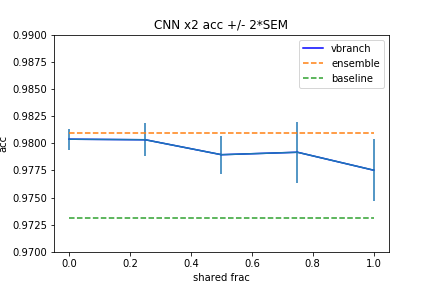 CNN x2 acc +/- 2*SEM
0.9900
0.9875
0.9850
0.9825
0.9800
0.9775
0.9750
0.9725
0.9700
acc
vbranch
ensemble
baseline
0.0 0.2 0.4 0.6 0.8 1.0
shared frac